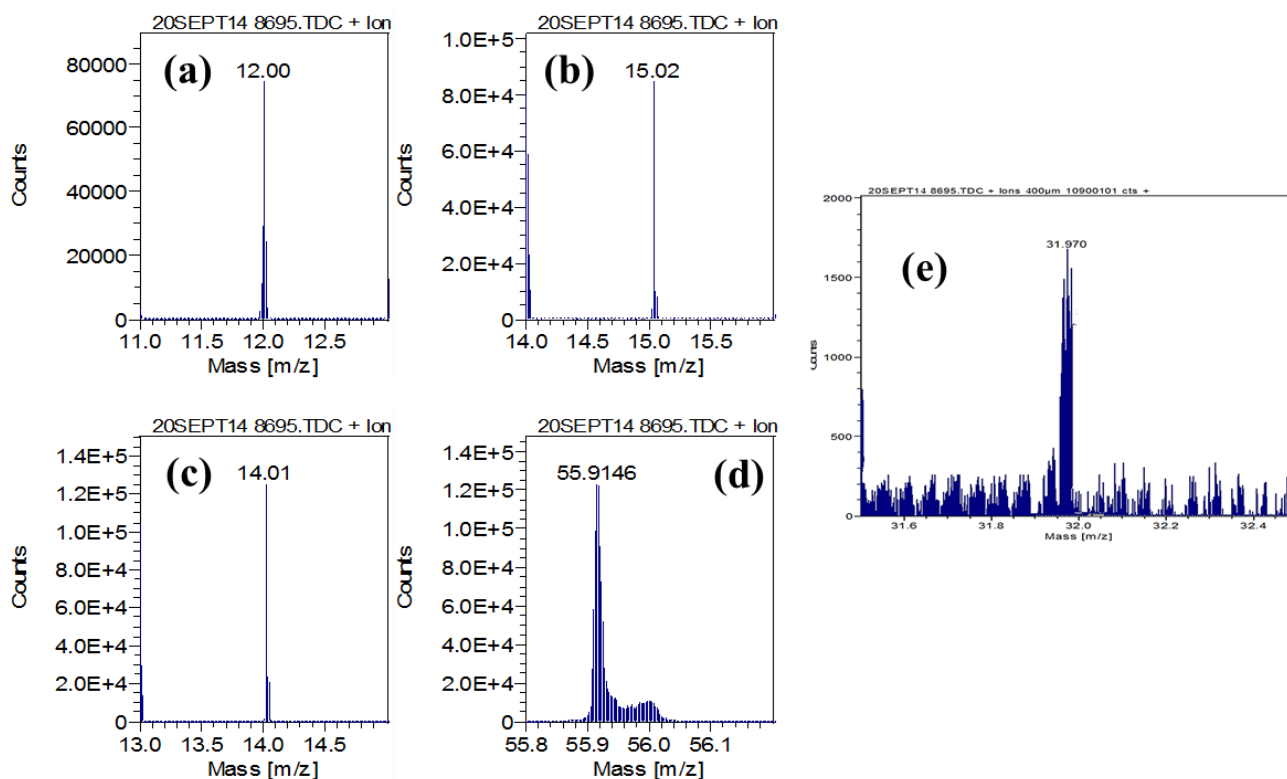 20SEPT14 8695.TDC + Ion
(a)
12.00
80000
60000
40000
20000
0
Counts
11.0 11.5 12.0 12.5
Mass [m/z]
20SEPT14 8695.TDC + Ion
(b)
15.02
1.0E+5
8.0E+4
6.0E+4
4.0E+4
2.0E+4
0
Counts
14.0 14.5 15.0 15.5
Mass [m/z]
20SEPT14 8695.TDC + Ion
(c)
14.01
1.4E+5
1.2E+5
1.0E+5
8.0E+4
6.0E+4
4.0E+4
2.0E+4
0
Counts
13.0 13.5 14.0 14.5
Mass [m/z]
20SEPT14 8695.TDC + Ion
55.9146
(d)
1.4E+5
1.2E+5
1.0E+5
8.0E+4
6.0E+4
4.0E+4
2.0E+4
0
Counts
55.8 55.9 56.0 56.1
Mass [m/z]
20SEPT14 8695.TDC + Ions 400µm 10900101 cts +
31.970
(e)
2000
1500
1000
500
0
Counts
31.6 31.8 32.0 32.2 32.4
Mass [m/z]